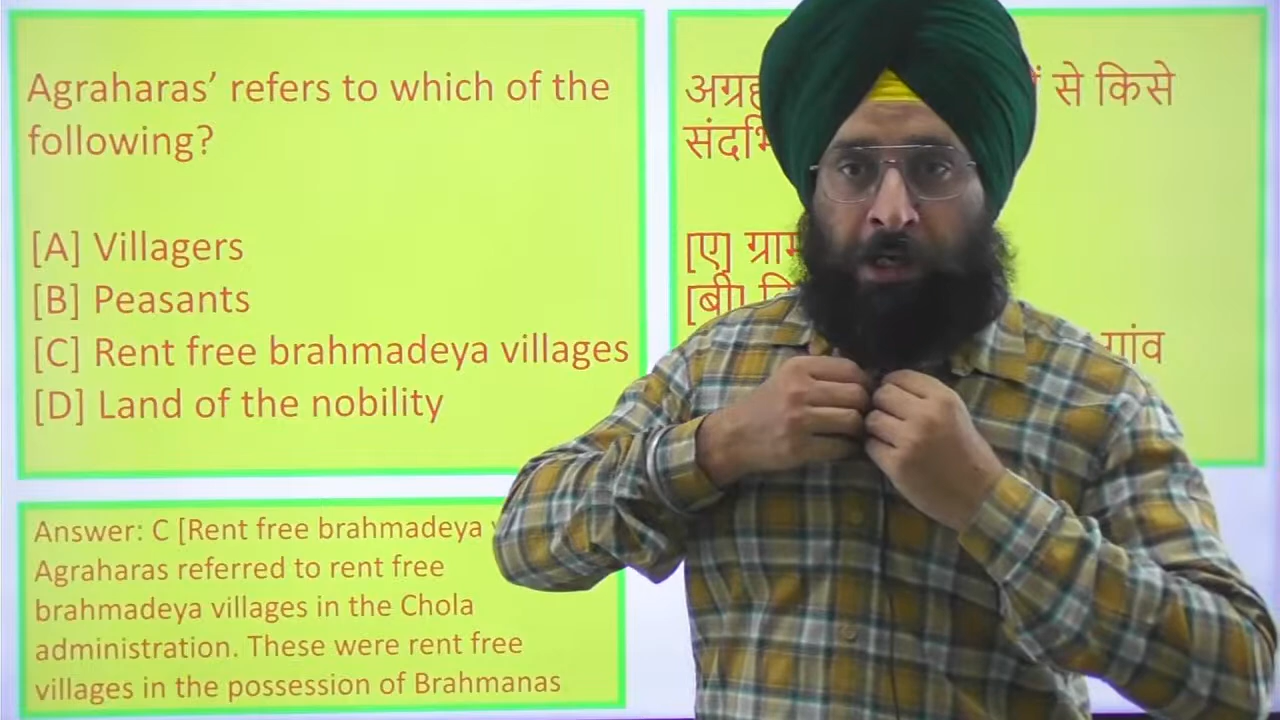 Agraharas’ refers to which of the
following?
[A] Villagers
[B] Peasants
[C] Rent free brahmadeya villages
[D] Land of the nobility
से किसे
[ए]
[बी]
गांव
Answer: C [Rent free brahmadeya
Agraharas referred to rent free
brahmadeya villages in the Chola
administration. These were rent free
villages in the possession of Brahmanas